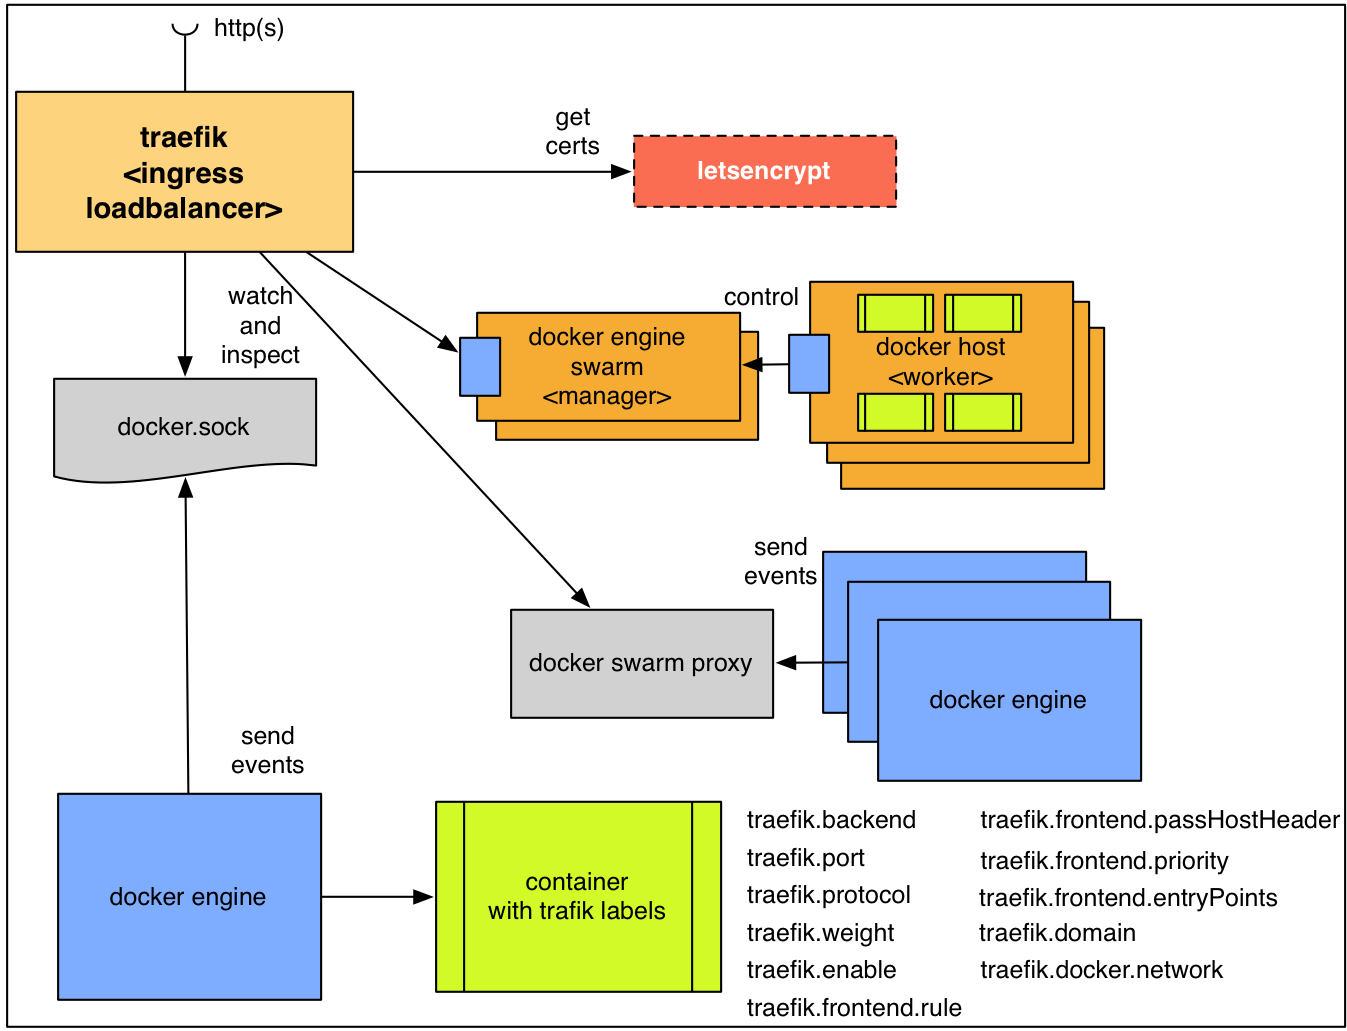 http(s)
traefik
<ingress
loadbalancer>
get
certs
letsencrypt
watch
and
inspect
control
docker engine
swarm
<manager>
docker host
<worker>
docker.sock
send
events
docker swarm proxy
docker engine
send
events
docker engine
container
with trafik labels
traefik.backend
traefik.port
traefik.protocol
traefik.weight
traefik.enable
traefik.frontend.rule
traefik.frontend.passHostHeader
traefik.frontend.priority
traefik.frontend.entryPoints
traefik.domain
traefik.docker.network